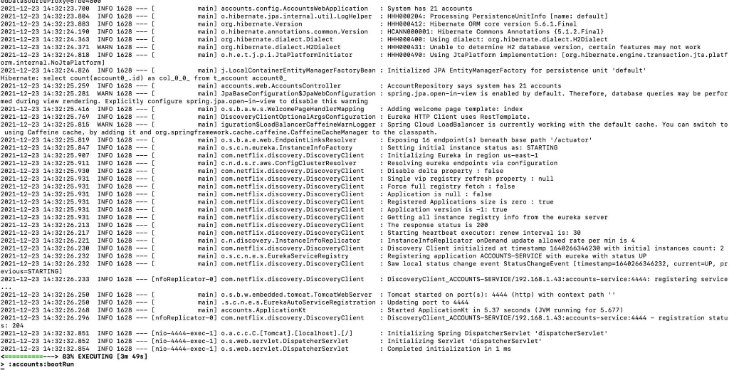 2021-12-23 14:32:23.700  INFO 1628 --- [           main] accounts.config.AccountsWebApplication   : System has 21 accounts
2021-12-23 14:32:23.804  INFO 1628 --- [           main] o.hibernate.jpa.internal.util.LogHelper  : HHH000204: Processing PersistenceUnitInfo [name: default]
2021-12-23 14:32:23.883  INFO 1628 --- [           main] org.hibernate.Version                    : HHH000412: Hibernate ORM core version 5.6.1.Final
2021-12-23 14:32:24.190  INFO 1628 --- [           main] o.hibernate.annotations.common.Version   : HCANN000001: Hibernate Commons Annotations {5.1.2.Final}
2021-12-23 14:32:24.363  INFO 1628 --- [           main] org.hibernate.dialect.Dialect            : HHH000400: Using dialect: org.hibernate.dialect.H2Dialect
2021-12-23 14:32:24.371  WARN 1628 --- [           main] org.hibernate.dialect.H2Dialect          : HHH000431: Unable to determine H2 database version, certain features may not work
2021-12-23 14:32:24.818  INFO 1628 --- [           main] o.h.e.t.j.p.i.JtaPlatformInitiator       : HHH000490: Using JtaPlatform implementation: [org.hibernate.engine.transaction.jta.platf
orm.internal.NoJtaPlatform]
2021-12-23 14:32:24.826  INFO 1628 --- [           main] j.LocalContainerEntityManagerFactoryBean : Initialized JPA EntityManagerFactory for persistence unit 'default'
Hibernate: select count(account0_.id) as col_0_0_ from t_account account0_
2021-12-23 14:32:25.259  INFO 1628 --- [           main] accounts.web.AccountsController          : AccountRepository says system has 21 accounts
2021-12-23 14:32:25.281  WARN 1628 --- [           main] JpaBaseConfiguration$JpaWebConfiguration : spring.jpa.open-in-view is enabled by default. Therefore, database queries may be perfor
med during view rendering. Explicitly configure spring.jpa.open-in-view to disable this warning
2021-12-23 14:32:25.416  INFO 1628 --- [           main] o.s.b.a.w.s.WelcomePageHandlerMapping    : Adding welcome page template: index
2021-12-23 14:32:25.769  INFO 1628 --- [           main] DiscoveryClientOptionalArgsConfiguration : Eureka HTTP Client uses RestTemplate.
2021-12-23 14:32:25.815  WARN 1628 --- [           main] iguration$LoadBalancerCaffeineWarnLogger : Spring Cloud LoadBalancer is currently working with the default cache. You can switch to
 using Caffeine cache, by adding it and org.springframework.cache.caffeine.CaffeineCacheManager to the classpath.
2021-12-23 14:32:25.819  INFO 1628 --- [           main] o.s.b.a.e.web.EndpointLinksResolver      : Exposing 16 endpoint(s) beneath base path '/actuator'
2021-12-23 14:32:25.847  INFO 1628 --- [           main] o.s.c.n.eureka.InstanceInfoFactory       : Setting initial instance status as: STARTING
2021-12-23 14:32:25.907  INFO 1628 --- [           main] com.netflix.discovery.DiscoveryClient    : Initializing Eureka in region us-east-1
2021-12-23 14:32:25.911  INFO 1628 --- [           main] c.n.d.s.r.aws.ConfigClusterResolver      : Resolving eureka endpoints via configuration
2021-12-23 14:32:25.930  INFO 1628 --- [           main] com.netflix.discovery.DiscoveryClient    : Disable delta property : false
2021-12-23 14:32:25.931  INFO 1628 --- [           main] com.netflix.discovery.DiscoveryClient    : Single vip registry refresh property : null
2021-12-23 14:32:25.931  INFO 1628 --- [           main] com.netflix.discovery.DiscoveryClient    : Force full registry fetch : false
2021-12-23 14:32:25.931  INFO 1628 --- [           main] com.netflix.discovery.DiscoveryClient    : Application is null : false
2021-12-23 14:32:25.931  INFO 1628 --- [           main] com.netflix.discovery.DiscoveryClient    : Registered Applications size is zero : true
2021-12-23 14:32:25.931  INFO 1628 --- [           main] com.netflix.discovery.DiscoveryClient    : Application version is -1: true
2021-12-23 14:32:25.931  INFO 1628 --- [           main] com.netflix.discovery.DiscoveryClient    : Getting all instance registry info from the eureka server
2021-12-23 14:32:26.213  INFO 1628 --- [           main] com.netflix.discovery.DiscoveryClient    : The response status is 200
2021-12-23 14:32:26.217  INFO 1628 --- [           main] com.netflix.discovery.DiscoveryClient    : Starting heartbeat executor: renew interval is: 30
2021-12-23 14:32:26.221  INFO 1628 --- [           main] c.n.discovery.InstanceInfoReplicator     : InstanceInfoReplicator onDemand update allowed rate per min is 4
2021-12-23 14:32:26.230  INFO 1628 --- [           main] com.netflix.discovery.DiscoveryClient    : Discovery Client initialized at timestamp 1640266346230 with initial instances count: 2
2021-12-23 14:32:26.232  INFO 1628 --- [           main] o.s.c.n.e.s.EurekaServiceRegistry        : Registering application ACCOUNTS-SERVICE with eureka with status UP
2021-12-23 14:32:26.232  INFO 1628 --- [           main] com.netflix.discovery.DiscoveryClient    : Saw local status change event StatusChangeEvent [timestamp=1640266346232, current=UP, pr
evious=STARTING]
2021-12-23 14:32:26.233  INFO 1628 --- [nfoReplicator-0] com.netflix.discovery.DiscoveryClient    : DiscoveryClient_ACCOUNTS-SERVICE/192.168.1.43:accounts-service:4444: registering service
...
2021-12-23 14:32:26.250  INFO 1628 --- [           main] o.s.b.w.embedded.tomcat.TomcatWebServer  : Tomcat started on port(s): 4444 (http) with context path ''
2021-12-23 14:32:26.250  INFO 1628 --- [           main] .s.c.n.e.s.EurekaAutoServiceRegistration : Updating port to 4444
2021-12-23 14:32:26.268  INFO 1628 --- [           main] accounts.ApplicationKt                   : Started ApplicationKt in 5.37 seconds (JVM running for 5.677)
2021-12-23 14:32:26.296  INFO 1628 --- [nfoReplicator-0] com.netflix.discovery.DiscoveryClient    : DiscoveryClient_ACCOUNTS-SERVICE/192.168.1.43:accounts-service:4444 - registration statu
s: 204
2021-12-23 14:32:32.851  INFO 1628 --- [nio-4444-exec-1] o.a.c.c.C.[Tomcat].[localhost].[/]       : Initializing Spring DispatcherServlet 'dispatcherServlet'
2021-12-23 14:32:32.852  INFO 1628 --- [nio-4444-exec-1] o.s.web.servlet.DispatcherServlet        : Initializing Servlet 'dispatcherServlet'
2021-12-23 14:32:32.854  INFO 1628 --- [nio-4444-exec-1] o.s.web.servlet.DispatcherServlet        : Completed initialization in 1 ms
<==========---> 83% EXECUTING [3m 49s]
> :accounts:bootRun